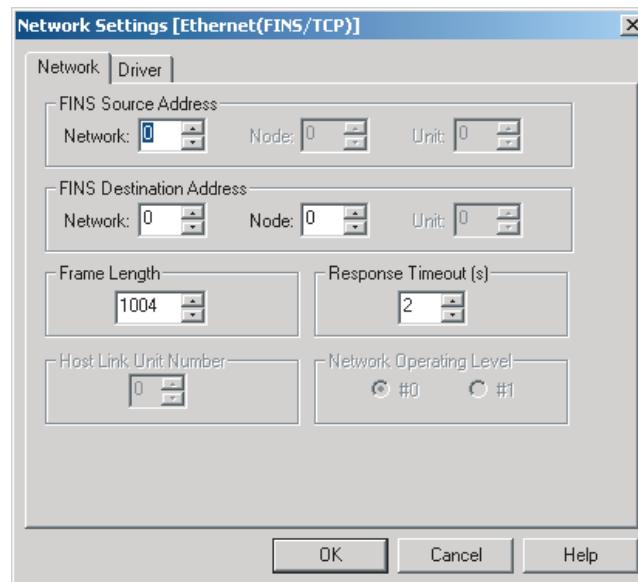 Network Settings [Ethernet(FINS/TCP)]
Network Driver
FINS Source Address
Network: 0 Node: 0 Unit: 0
FINS Destination Address
Network: 0 Node: 0 Unit: 0
Frame Length Response Timeout (s)
1004 2
Host Link Unit Number Network Operating Level
0 #0 #1
OK Cancel Help